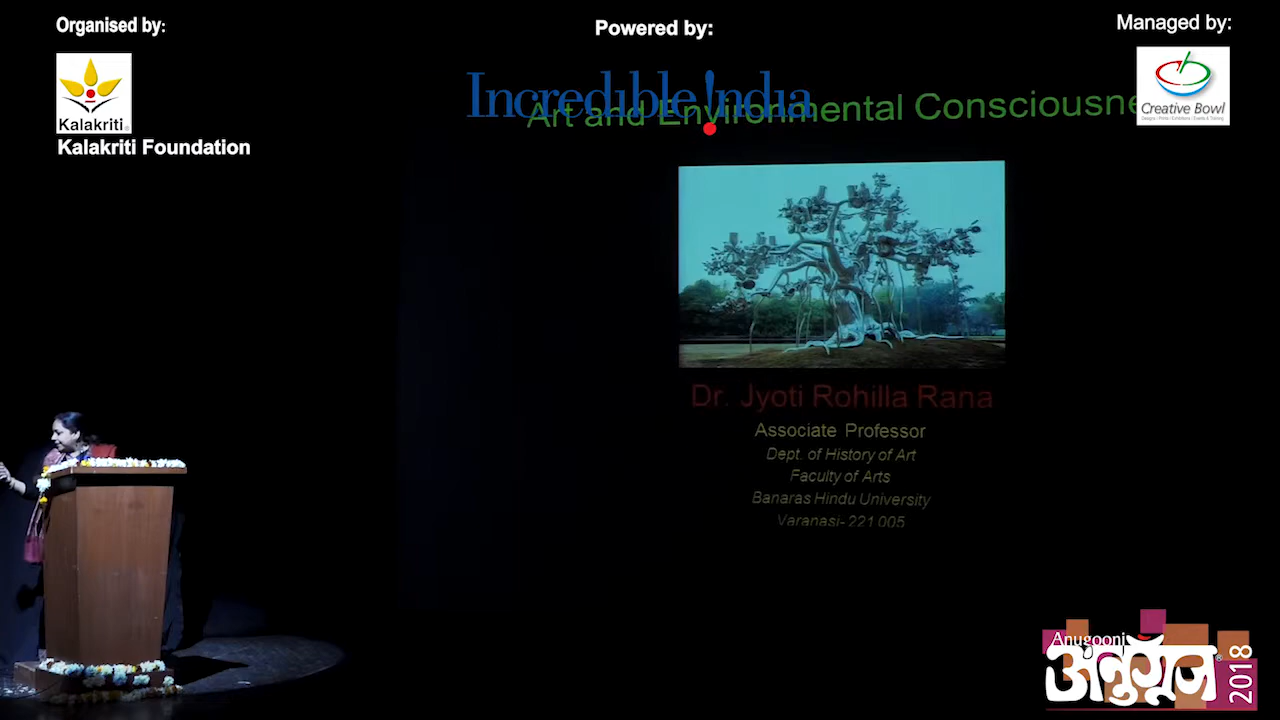 Organised by:
Powered by:
Managed by:
Kalakriti
Kalakriti Foundation
Incredible!ndia
Creative Bowl
Art and Environmental Consciousne
Dr. Jyoti Rohilla Rana
Associate Professor
Dept. of History of Art
Faculty of Arts
Banaras Hindu University
Varanasi- 221 005
Anugoonj
अनुगूँज
2018